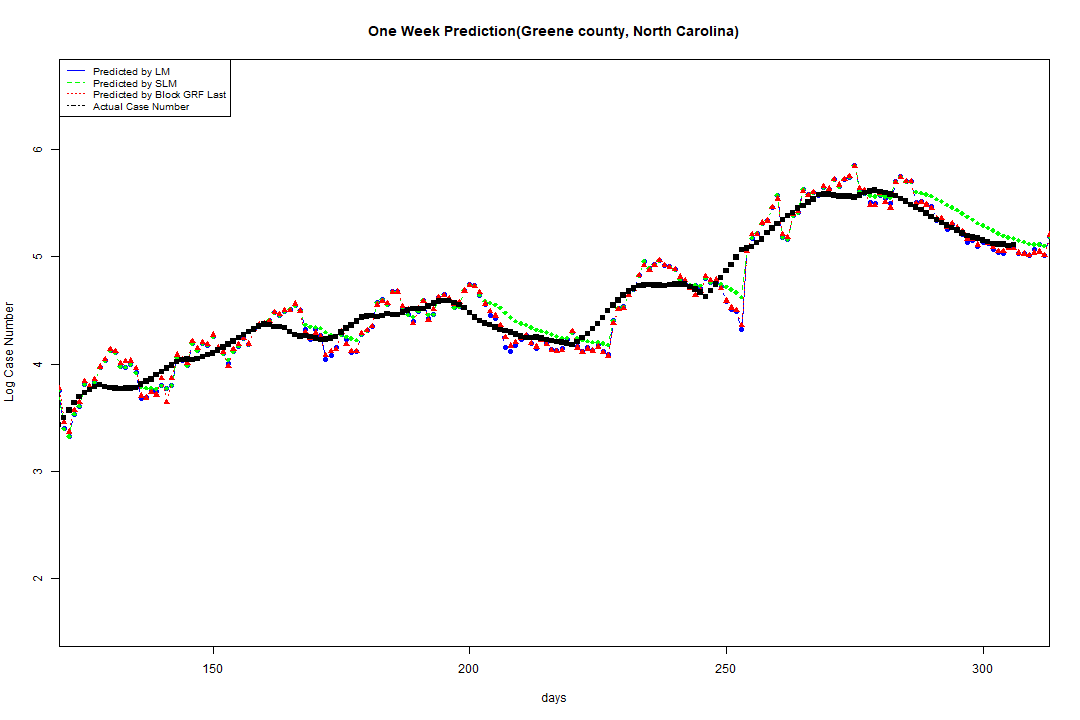 One Week Prediction(Greene county, North Carolina)
Predicted by LM
Predicted by SLM
Predicted by Block GRF Last
Actual Case Number
6
5
4
3
2
Log Case Number
150
200
250
300
days